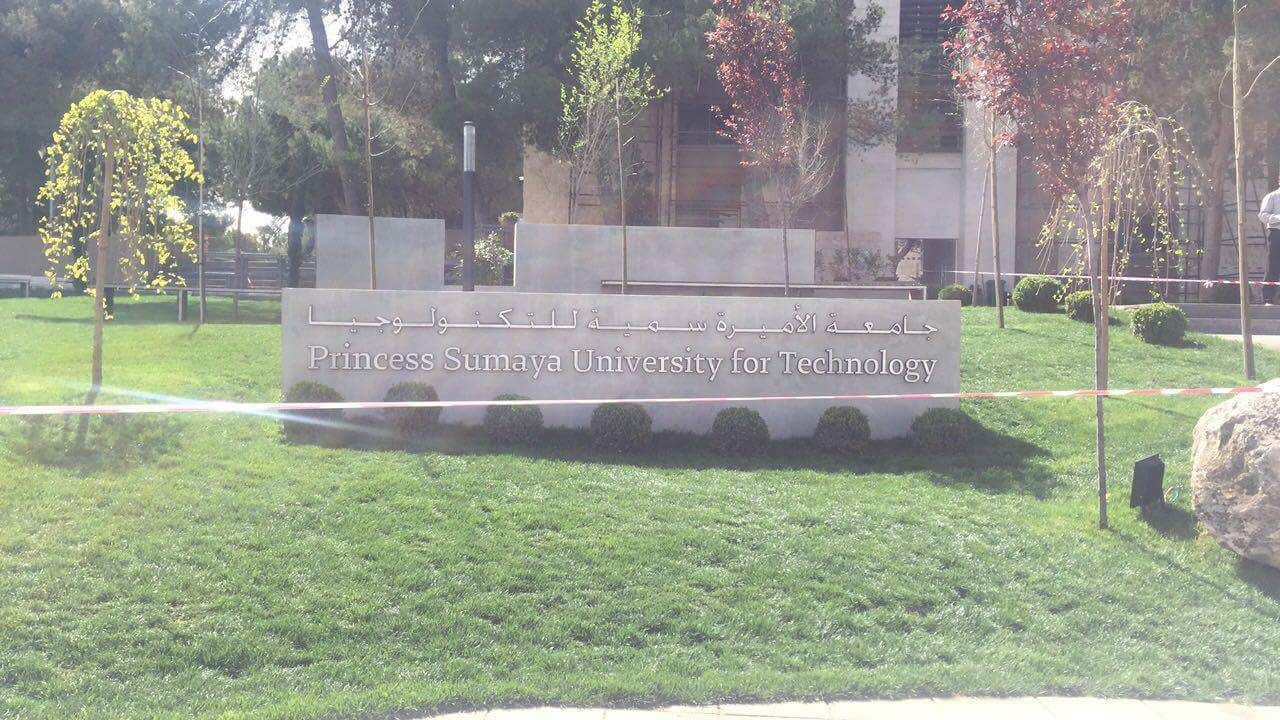 جامعة الأميرة سمية للتكنولوجيا
Princess Sumaya University for Technology